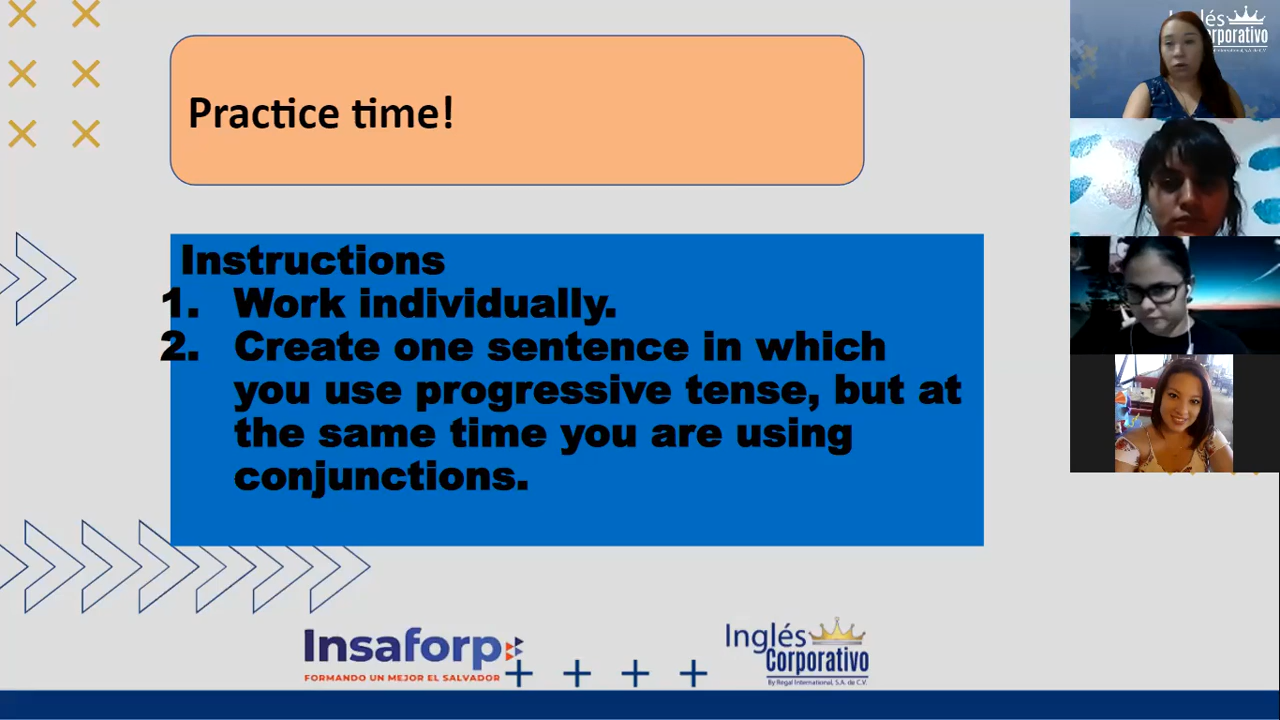 Practice time!
Instructions
1. Work individually.
2. Create one sentence in which
you use progressive tense, but at
the same time you are using
conjunctions.
Insaforp
FORMANDO UN MEJOR EL SALVADOR
Inglés
Corporativo
By Regal International, S.A. de C.V.
Inglés
Corporativo